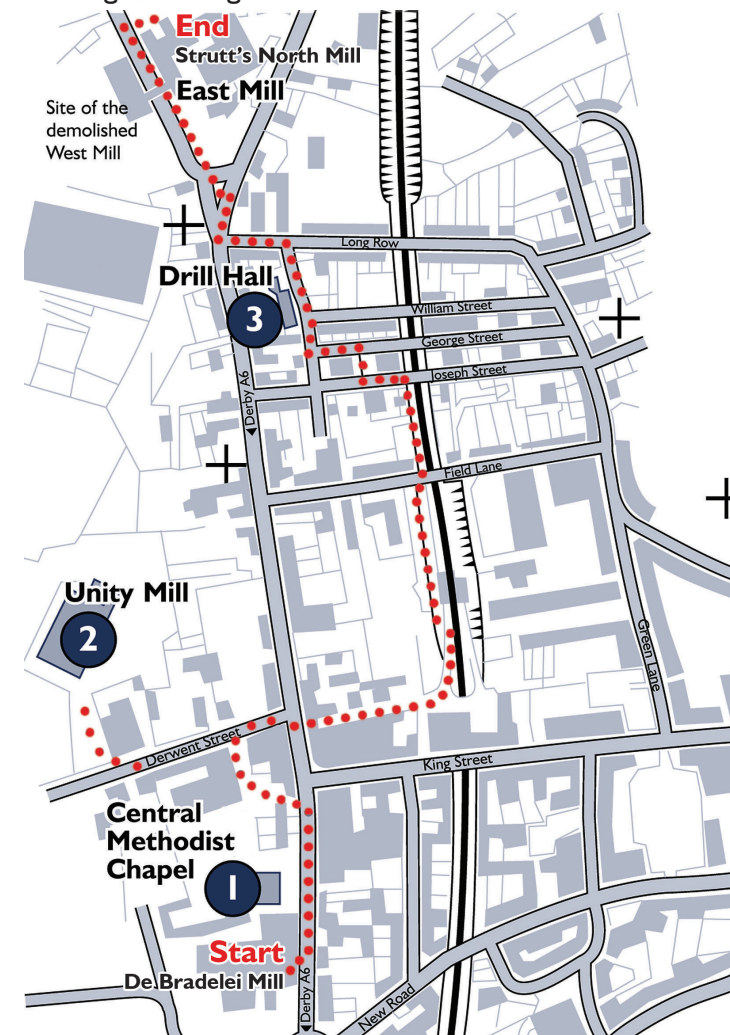 End
Strutt's North Mill
East Mill
Site of the
demolished
West Mill
Long Row
Drill Hall
3
William Street
George Street
Joseph Street
Derby A6
Field Lane
Unity Mill
2
Green Lane
Derwent Street
King Street
Central
Methodist
Chapel
1
Start
De Bradelei Mill
Derby A6
New Road